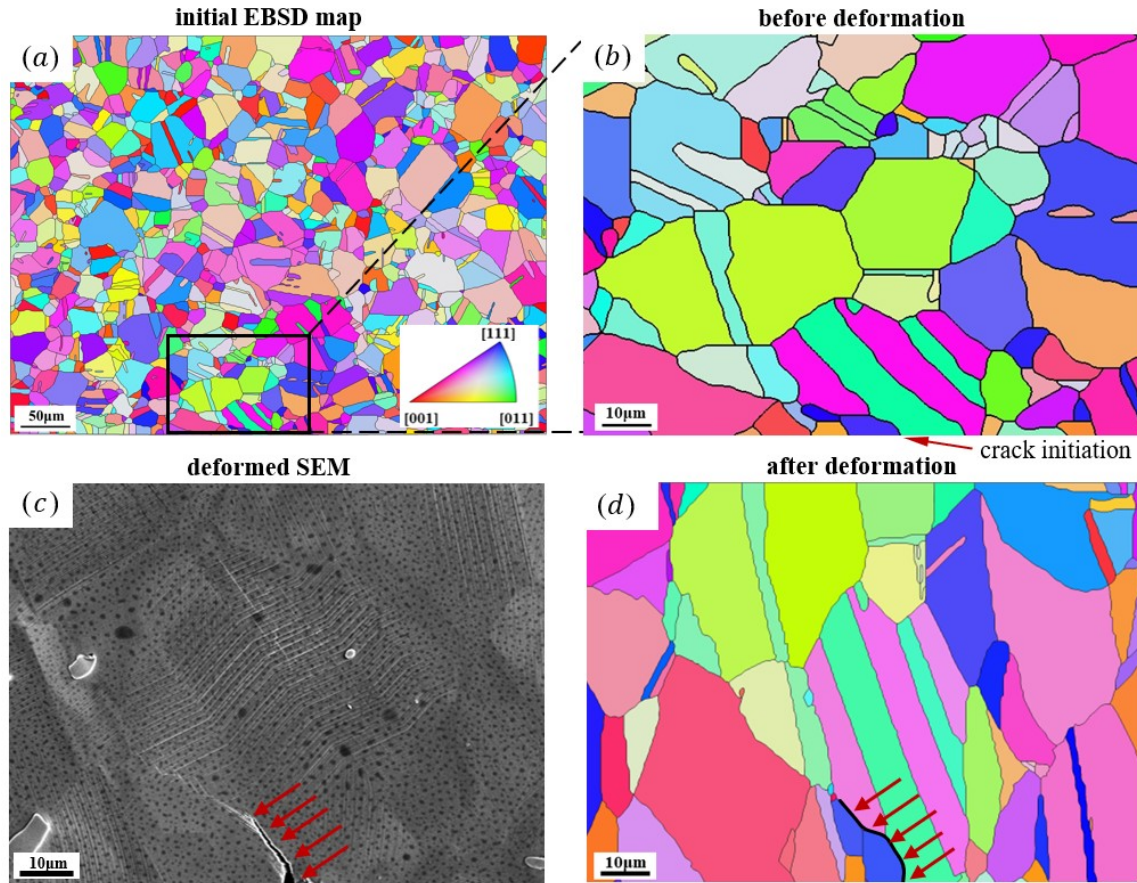 initial EBSD map
before deformation
(a)
(b)
[111]
[001]
[011]
50μm
10μm
crack initiation
deformed SEM
after deformation
(c)
(d)
10μm
10μm